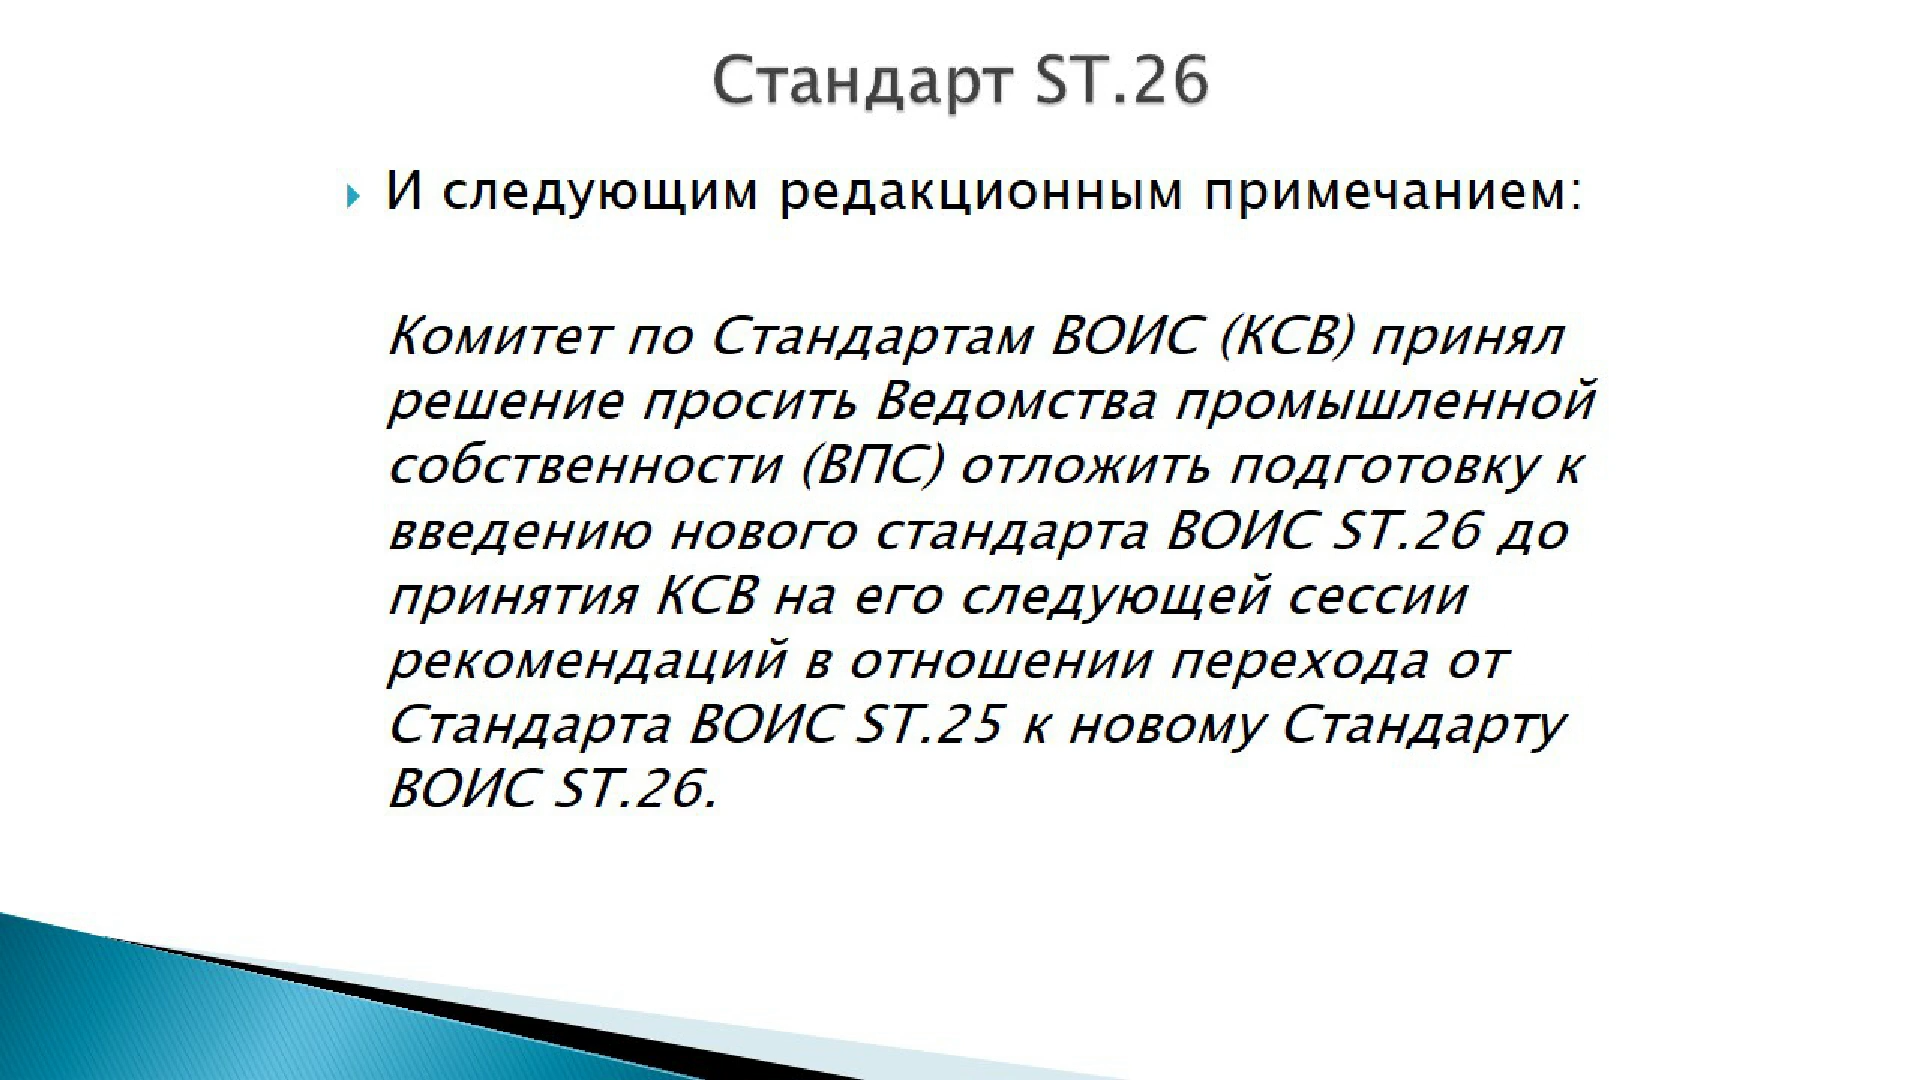 Стандарт ST.26
И следующим редакционным примечанием:
Комитет по Стандартам ВОИС (КСВ) принял
решение просить Ведомства промышленной
собственности (ВПС) отложить подготовку к
введению нового стандарта ВОИС ST.26 до
принятия КСВ на его следующей сессии
рекомендаций в отношении перехода от
Стандарта ВОИС ST.25 к новому Стандарту
ВОИС ST.26.